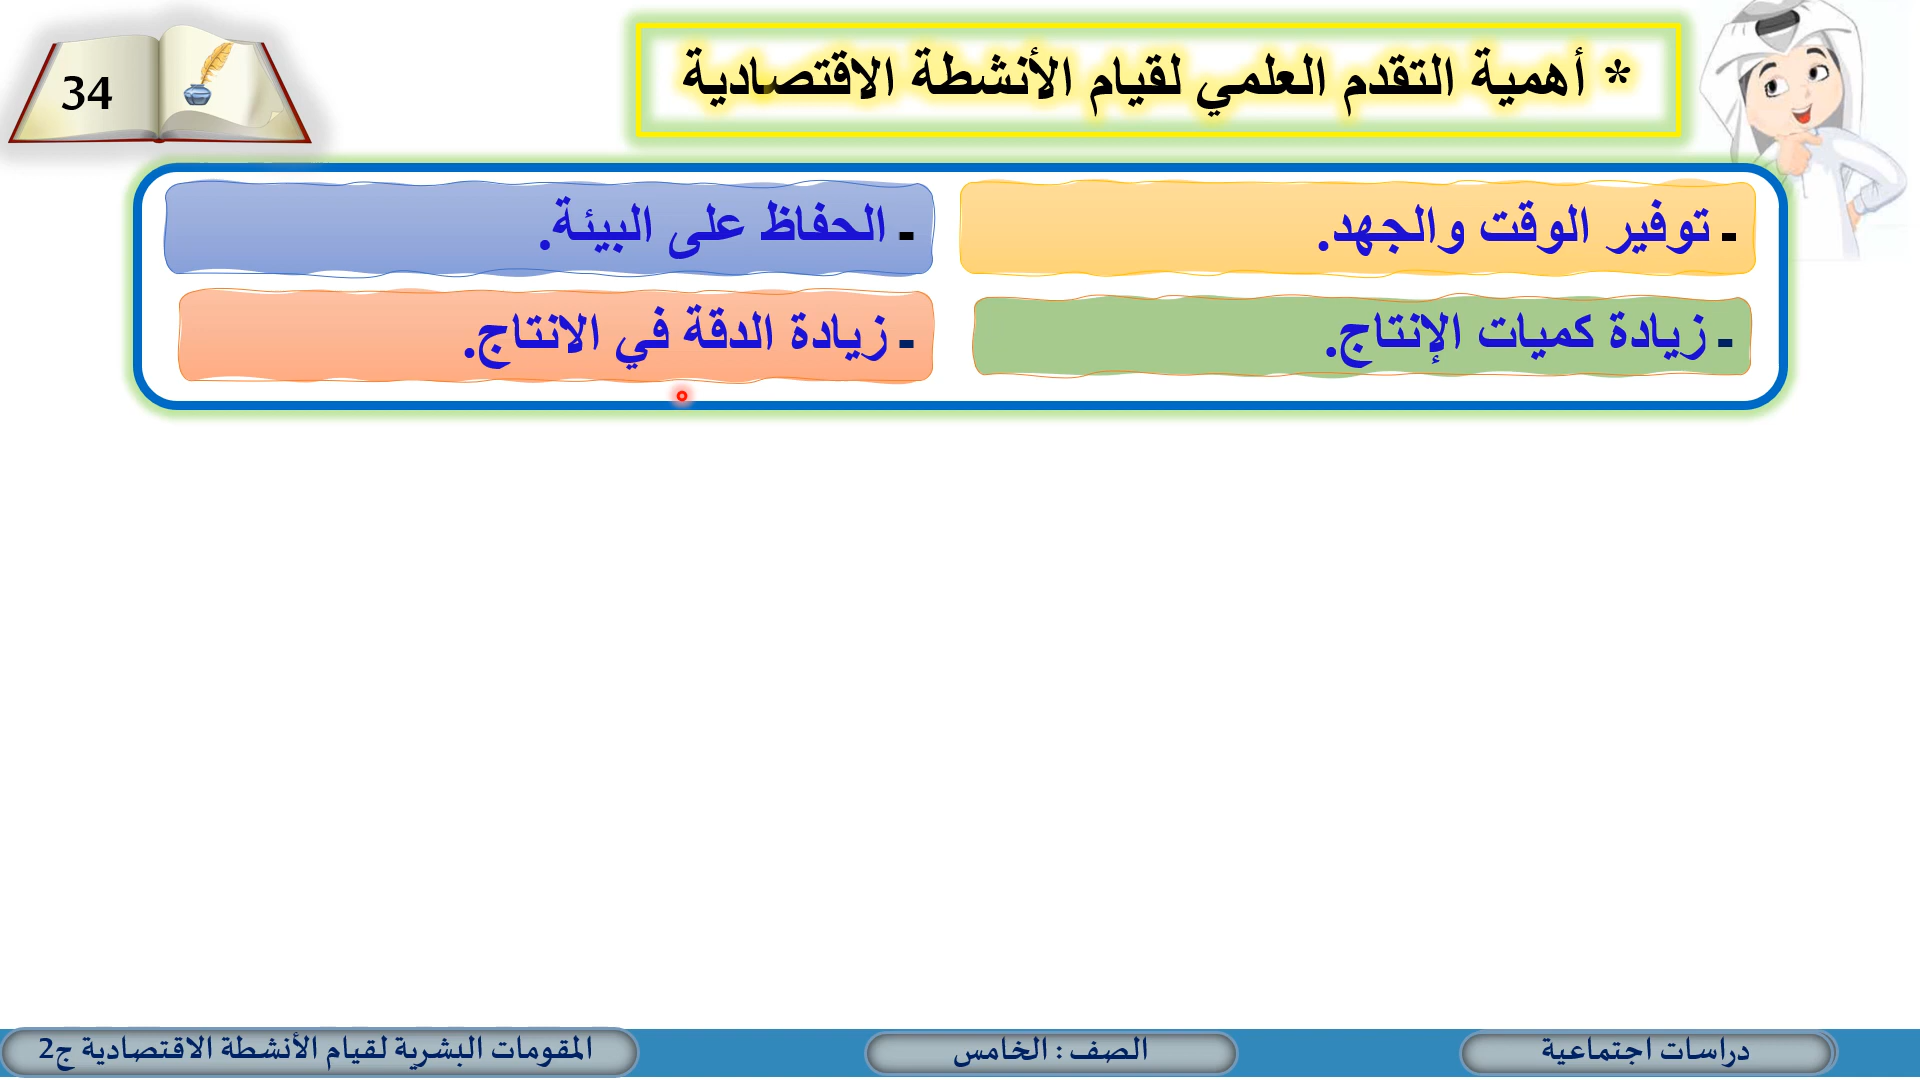 34
* أهمية التقدم العلمي لقيام الأنشطة الاقتصادية
- توفير الوقت والجهد.
- الحفاظ على البيئة.
- زيادة كميات الإنتاج.
- زيادة الدقة في الانتاج.
دراسات اجتماعية
الصف : الخامس
المقومات البشرية لقيام الأنشطة الاقتصادية ج2